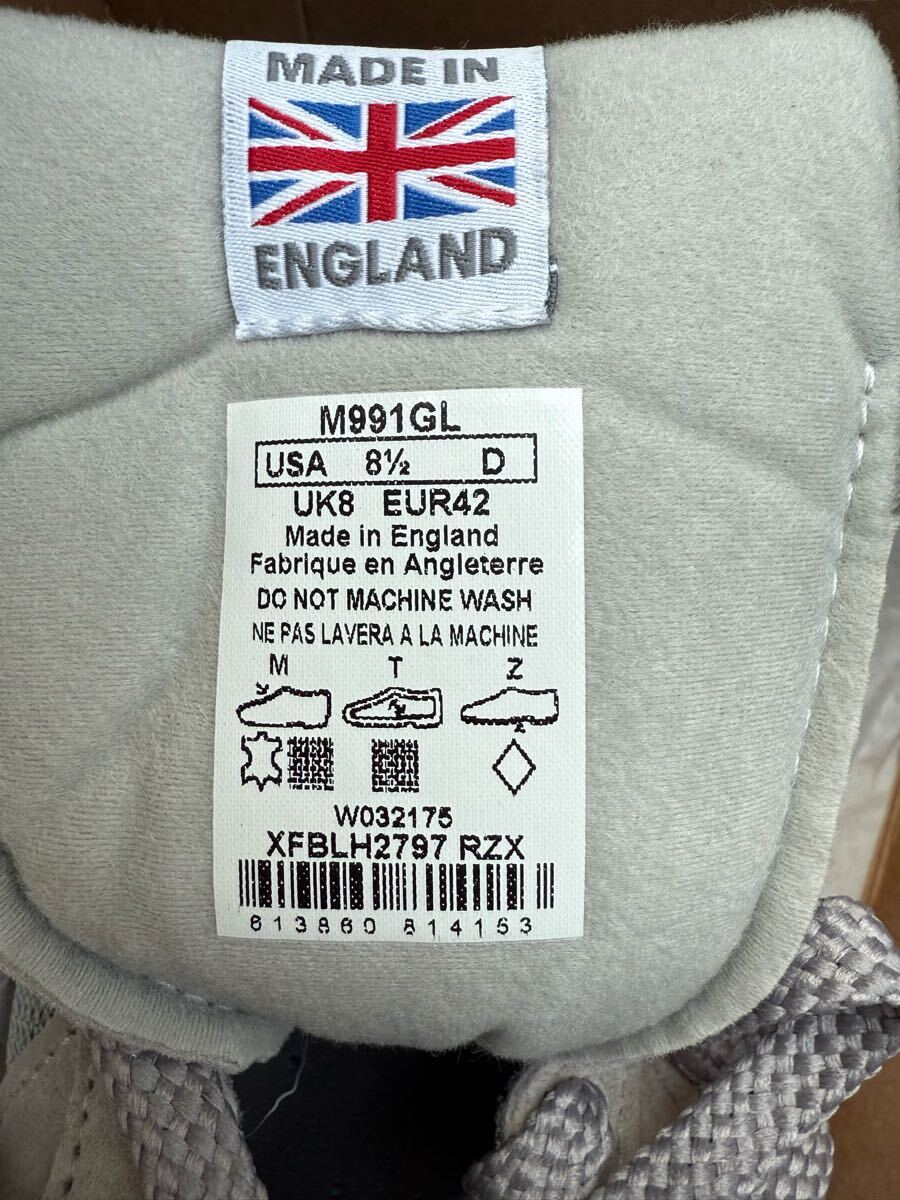 MADE IN
ENGLAND
M991GL
USA 8½ D
UK8 EUR42
Made in England
Fabrique en Angleterre
DO NOT MACHINE WASH
NE PAS LAVERA A LA MACHINE
M T Z
W032175
XFBLH2797 RZX
613860 814153